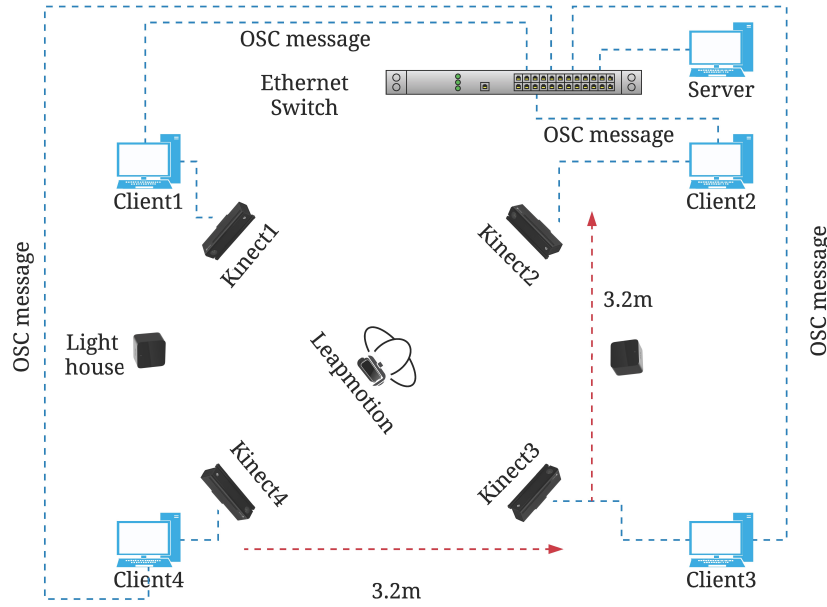 OSC message
Ethernet
Switch
Server
OSC message
Client1
Client2
Kinect1
Kinect2
OSC message
OSC message
3.2m
Light
house
Leapmotion
Kinect4
Kinect3
Client4
Client3
3.2m